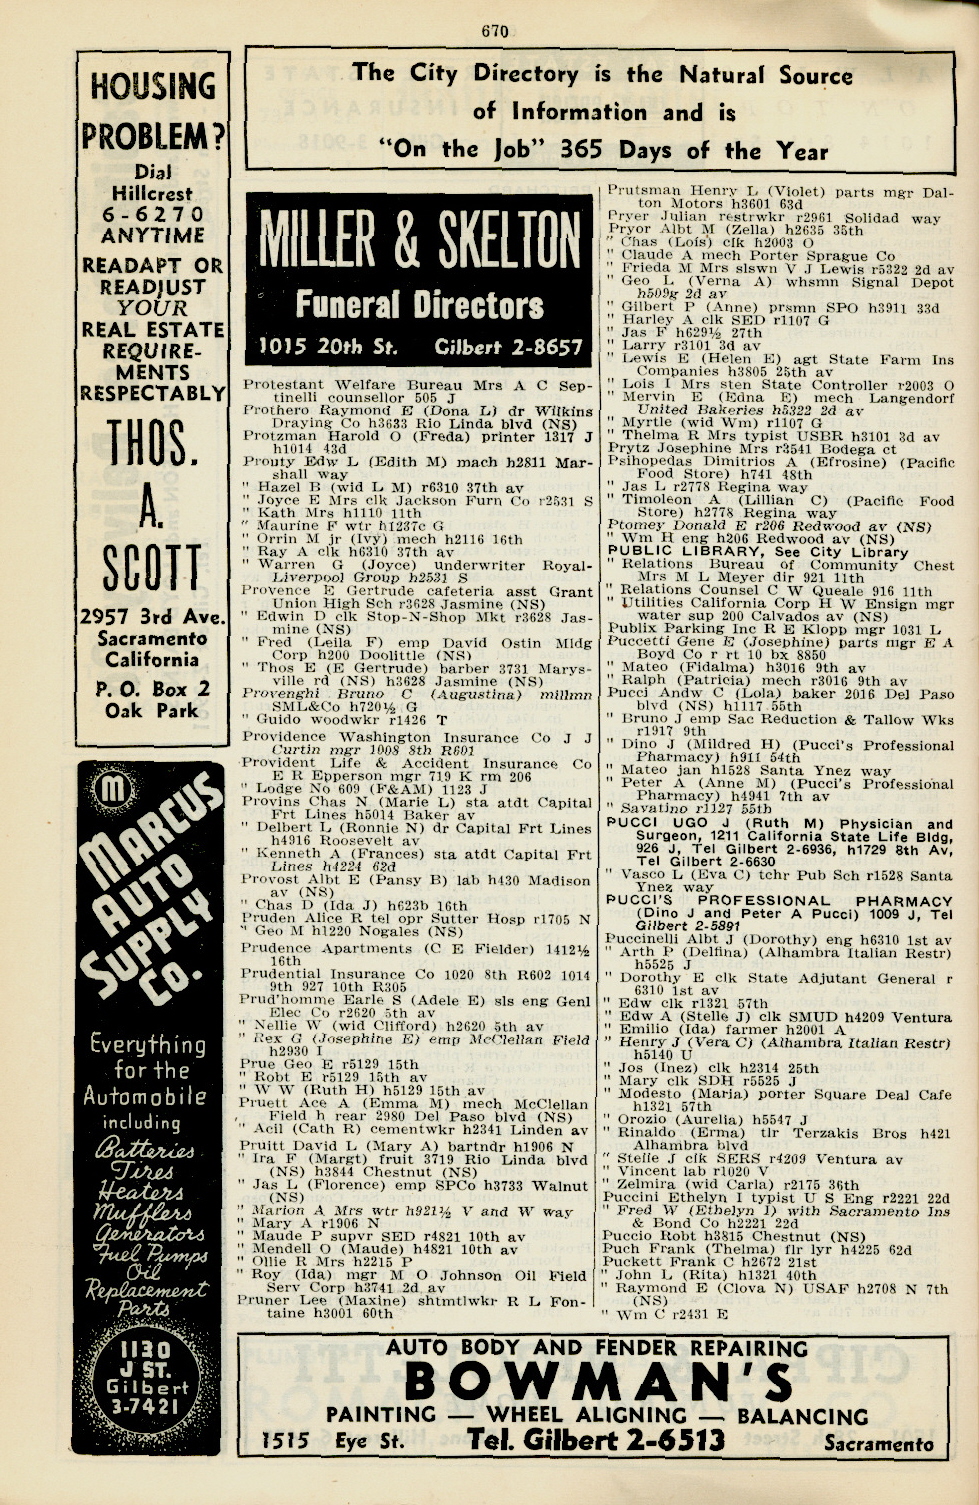 670
HOUSING
PROBLEM?
Dial
Hillcrest
6-6270
ANYTIME
READAPT OR
READJUST
YOUR
REAL ESTATE
REQUIRE-
MENTS
RESPECTABLY
THOS.
A.
SCOTT
2957 3rd Ave.
Sacramento
California
P. O. Box 2
Oak Park
M
MARCUS
AUTO
SUPPLY
CO.
Everything
for the
Automobile
including
Batteries
Tires
Heaters
Mufflers
Generators
Fuel Pumps
Oil
Replacement
Parts
1130
J ST.
Gilbert
3-7421
The City Directory is the Natural Source
of Information and is
"On the Job" 365 Days of the Year
MILLER & SKELTON
Funeral Directors
1015 20th St. Gilbert 2-8657
Protestant Welfare Bureau Mrs A C Sep-
tinelli counsellor 505 J
Prothero Raymond E (Dona L) dr Wilkins
Draying Co h3633 Rio Linda blvd (NS)
Protzman Harold O (Freda) printer 1317 J
h1014 43d
Prouty Edw L (Edith M) mach h2811 Mar-
shall way
" Hazel B (wid L M) r6310 37th av
" Joyce E Mrs clk Jackson Furn Co r2531 S
" Kath Mrs h1110 11th
" Maurine F wtr h1237c G
" Orrin M jr (Ivy) mech h2116 16th
" Ray A clk h6310 37th av
" Warren G (Joyce) underwriter Royal-
Liverpool Group h2531 S
Provence E Gertrude cafeteria asst Grant
Union High Sch r3628 Jasmine (NS)
" Edwin D clk Stop-N-Shop Mkt r3628 Jas-
mine (NS)
" Fred (Leila F) emp David Ostin Mldg
Corp h200 Doolittle (NS)
" Thos E (E Gertrude) barber 3731 Marys-
ville rd (NS) h3628 Jasmine (NS)
Provenghi Bruno C (Augustina) millmn
SML&Co h720½ G
" Guido woodwkr r1426 T
Providence Washington Insurance Co J J
Curtin mgr 1008 8th R601
Provident Life & Accident Insurance Co
E R Epperson mgr 719 K rm 206
" Lodge No 609 (F&AM) 1123 J
Provins Chas N (Marie L) sta atdt Capital
Frt Lines h5014 Baker av
" Delbert L (Ronnie N) dr Capital Frt Lines
h4916 Roosevelt av
" Kenneth A (Frances) sta atdt Capital Frt
Lines h4224 62d
Provost Albt E (Pansy B) lab h430 Madison
av (NS)
" Chas D (Ida J) h623b 16th
Pruden Alice R tel opr Sutter Hosp r1705 N
" Geo M h1220 Nogales (NS)
Prudence Apartments (C E Fielder) 1412½
16th
Prudential Insurance Co 1020 8th R602 1014
9th 927 10th R305
Prud'homme Earle S (Adele E) sls eng Genl
Elec Co r2620 5th av
" Nellie W (wid Clifford) h2620 5th av
" Rex G (Josephine E) emp McClellan Field
h2930 I
Prue Geo E r5129 15th
" Robt E r5129 15th av
" W W (Ruth H) h5129 15th av
Pruett Ace A (Emma M) mech McClellan
Field h rear 2980 Del Paso blvd (NS)
" Acil (Cath R) cementwkr h2341 Linden av
Pruitt David L (Mary A) bartndr h1906 N
" Ira F (Margt) fruit 3719 Rio Linda blvd
(NS) h3844 Chestnut (NS)
" Jas L (Florence) emp SPCo h3733 Walnut
(NS)
" Marion A Mrs wtr h921½ V and W way
" Mary A r1906 N
" Maude P supvr SED r4821 10th av
" Mendell O (Maude) h4821 10th av
" Ollie R Mrs h2215 P
" Roy (Ida) mgr M O Johnson Oil Field
Serv Corp h3741 2d av
Pruner Lee (Maxine) shtmtlwkr R L Fon-
taine h3001 60th
Prutsman Henry L (Violet) parts mgr Dal-
ton Motors h3601 63d
Pryer Julian restrwkr r2961 Solidad way
Pryor Albt M (Zella) h2635 35th
" Chas (Lois) clk h2003 O
" Claude A mech Porter Sprague Co
" Frieda M Mrs slswn V J Lewis r5322 2d av
" Geo L (Verna A) whsmn Signal Depot
h509g 2d av
" Gilbert P (Anne) prsmn SPO h3911 33d
" Harley A clk SED r1107 G
" Jas F h629½ 27th
" Larry r3101 3d av
" Lewis E (Helen E) agt State Farm Ins
Companies h3805 25th av
" Lois I Mrs sten State Controller r2003 O
" Mervin E (Edna E) mech Langendorf
United Bakeries h5322 2d av
" Myrtle (wid Wm) r1107 G
" Thelma R Mrs typist USBR h3101 3d av
Prytz Josephine Mrs r3541 Bodega ct
Psihopedas Dimitrios A (Efrosine) (Pacific
Food Store) h741 48th
" Jas L r2778 Regina way
" Timoleon A (Lillian C) (Pacific Food
Store) h2778 Regina way
Ptomey Donald E r206 Redwood av (NS)
" Wm H eng h206 Redwood av (NS)
PUBLIC LIBRARY, See City Library
" Relations Bureau of Community Chest
Mrs M L Meyer dir 921 11th
" Relations Counsel C W Queale 916 11th
" Utilities California Corp H W Ensign mgr
water sup 200 Calvados av (NS)
Publix Parking Inc R E Klopp mgr 1031 L
Puccetti Gene E (Josephine) parts mgr E A
Boyd Co r rt 10 bx 8850
" Mateo (Fidalma) h3016 9th av
" Ralph (Patricia) mech r3016 9th av
Pucci Andw C (Lola) baker 2016 Del Paso
blvd (NS) h1117 55th
" Bruno J emp Sac Reduction & Tallow Wks
r1917 9th
" Dino J (Mildred H) (Pucci's Professional
Pharmacy) h911 54th
" Mateo jan h1528 Santa Ynez way
" Peter A (Anne M) (Pucci's Professional
Pharmacy) h4941 7th av
" Savatino r1127 55th
PUCCI UGO J (Ruth M) Physician and
Surgeon, 1211 California State Life Bldg,
926 J, Tel Gilbert 2-6936, h1729 8th Av,
Tel Gilbert 2-6630
" Vasco L (Eva C) tchr Pub Sch r1528 Santa
Ynez way
PUCCI'S PROFESSIONAL PHARMACY
(Dino J and Peter A Pucci) 1009 J, Tel
Gilbert 2-5891
Puccinelli Albt J (Dorothy) eng h6310 1st av
" Arth P (Delfina) (Alhambra Italian Restr)
h5525 J
" Dorothy E clk State Adjutant General r
6310 1st av
" Edw clk r1321 57th
" Edw A (Stelle J) clk SMUD h4209 Ventura
" Emilio (Ida) farmer h2001 A
" Henry J (Vera C) (Alhambra Italian Restr)
h5140 U
" Jos (Inez) clk h2314 25th
" Mary clk SDH r5525 J
" Modesto (Maria) porter Square Deal Cafe
h1321 57th
" Orozio (Aurelia) h5547 J
" Rinaldo (Erma) tlr Terzakis Bros h421
Alhambra blvd
" Stelle J clk SERS r4209 Ventura av
" Vincent lab r1020 V
" Zelmira (wid Carla) r2175 36th
Puccini Ethelyn I typist U S Eng r2221 22d
" Fred W (Ethelyn I) with Sacramento Ins
& Bond Co h2221 22d
Puccio Robt h3815 Chestnut (NS)
Puch Frank (Thelma) flr lyr h4225 62d
Puckett Frank C h2672 21st
" John L (Rita) h1321 40th
" Raymond E (Clova N) USAF h2708 N 7th
(NS)
" Wm C r2431 E
AUTO BODY AND FENDER REPAIRING
BOWMAN'S
PAINTING — WHEEL ALIGNING — BALANCING
1515 Eye St. Tel. Gilbert 2-6513 Sacramento